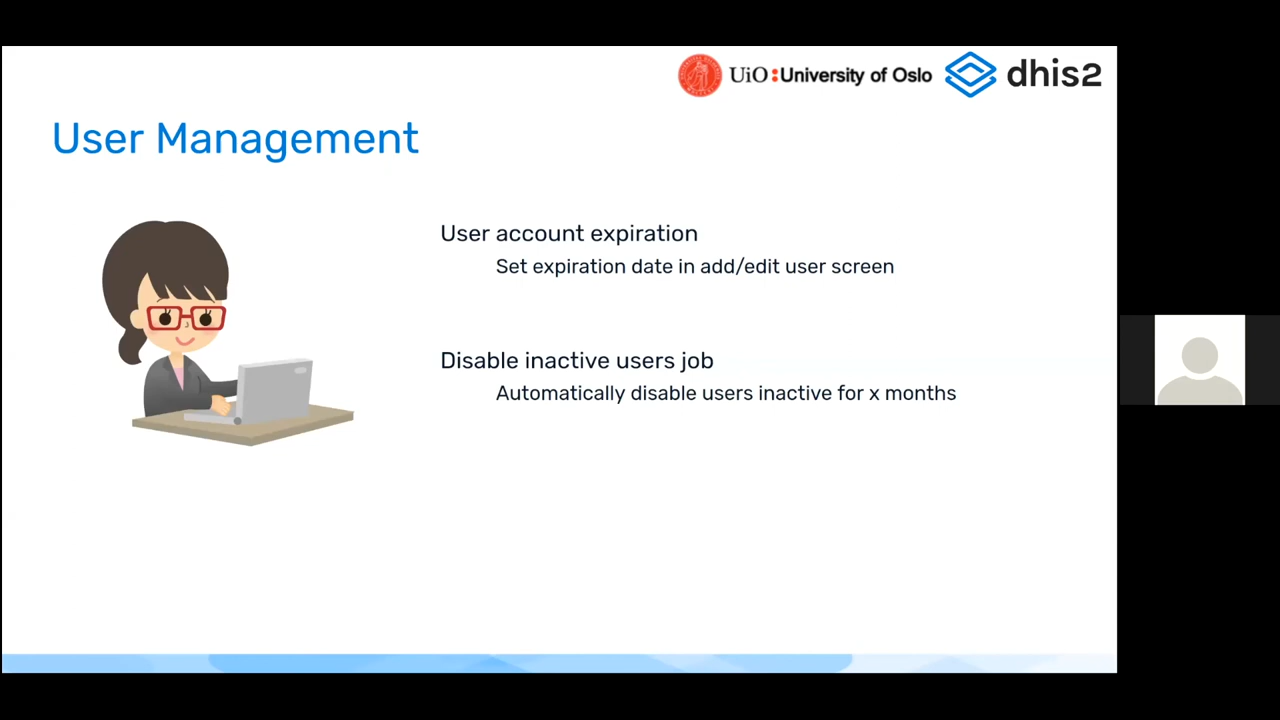 UiO:University of Oslo
dhis2
User Management
User account expiration
Set expiration date in add/edit user screen
Disable inactive users job
Automatically disable users inactive for x months